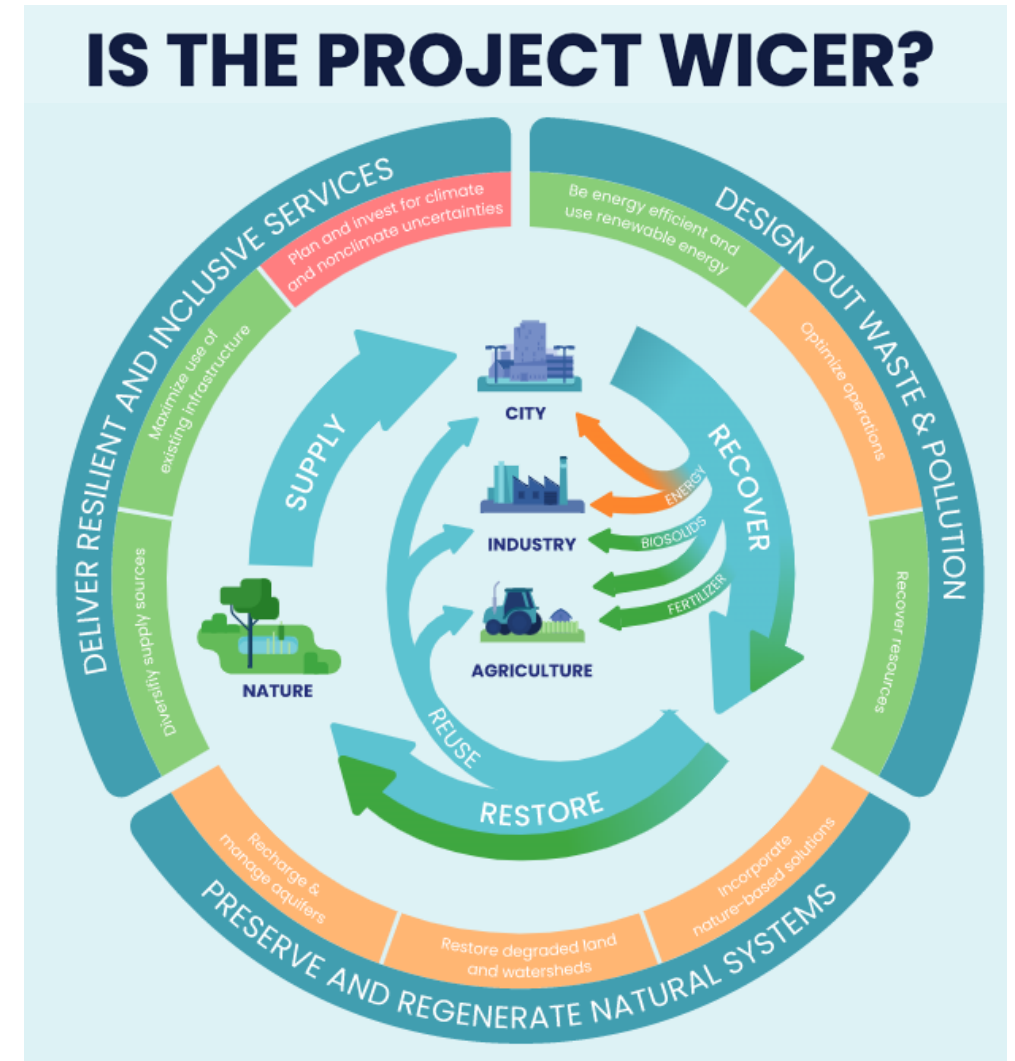 IS THE PROJECT WICER?
DELIVER RESILIENT AND INCLUSIVE SERVICES
Plan and invest for climate
and nonclimate uncertainties
Maximize use of
existing infrastructure
Diversifiy supply sources
DESIGN OUT WASTE & POLLUTION
Be energy efficient and
use renewable energy
Optimize operations
Recover resources
PRESERVE AND REGENERATE NATURAL SYSTEMS
Recharge &
manage aquifers
Restore degraded land
and watersheds
Incorporate
nature-based solutions
SUPPLY
CITY
INDUSTRY
AGRICULTURE
NATURE
RECOVER
ENERGY
BIOSOLIDS
FERTILIZER
REUSE
RESTORE